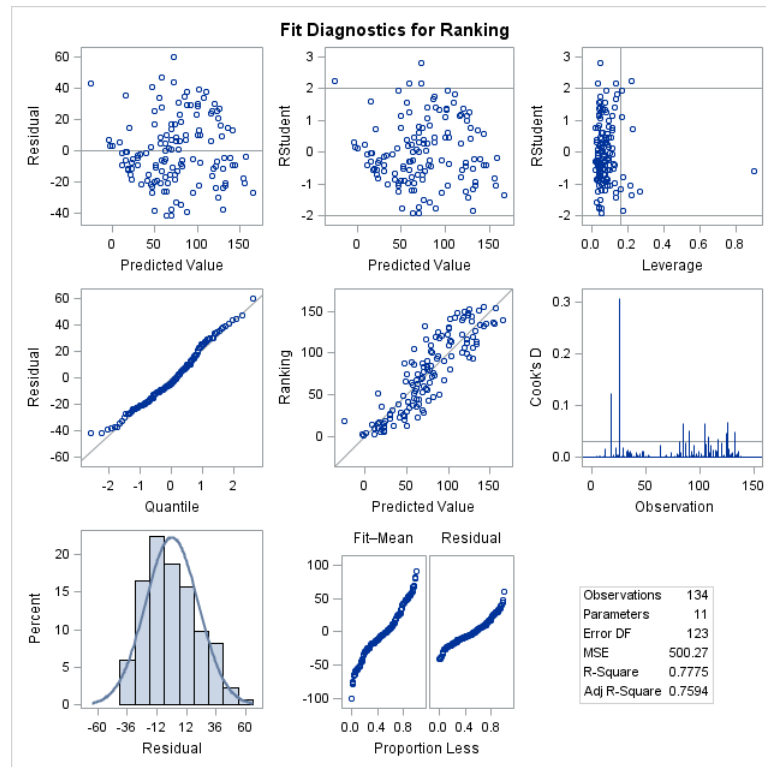 Fit Diagnostics for Ranking
60
40
20
0
-20
-40
Residual
0 50 100 150
Predicted Value
3
2
1
0
-1
-2
RStudent
0 50 100 150
Predicted Value
3
2
1
0
-1
-2
RStudent
0.0 0.2 0.4 0.6 0.8
Leverage
60
40
20
0
-20
-40
-60
Residual
-2 -1 0 1 2
Quantile
150
100
50
0
Ranking
0 50 100 150
Predicted Value
0.3
0.2
0.1
0.0
Cook's D
0 50 100 150
Observation
20
15
10
5
0
Percent
-60 -36 -12 12 36 60
Residual
Fit–Mean Residual
100
50
0
-50
-100
0.0 0.4 0.8 0.0 0.4 0.8
Proportion Less
Observations 134
Parameters 11
Error DF 123
MSE 500.27
R-Square 0.7775
Adj R-Square 0.7594